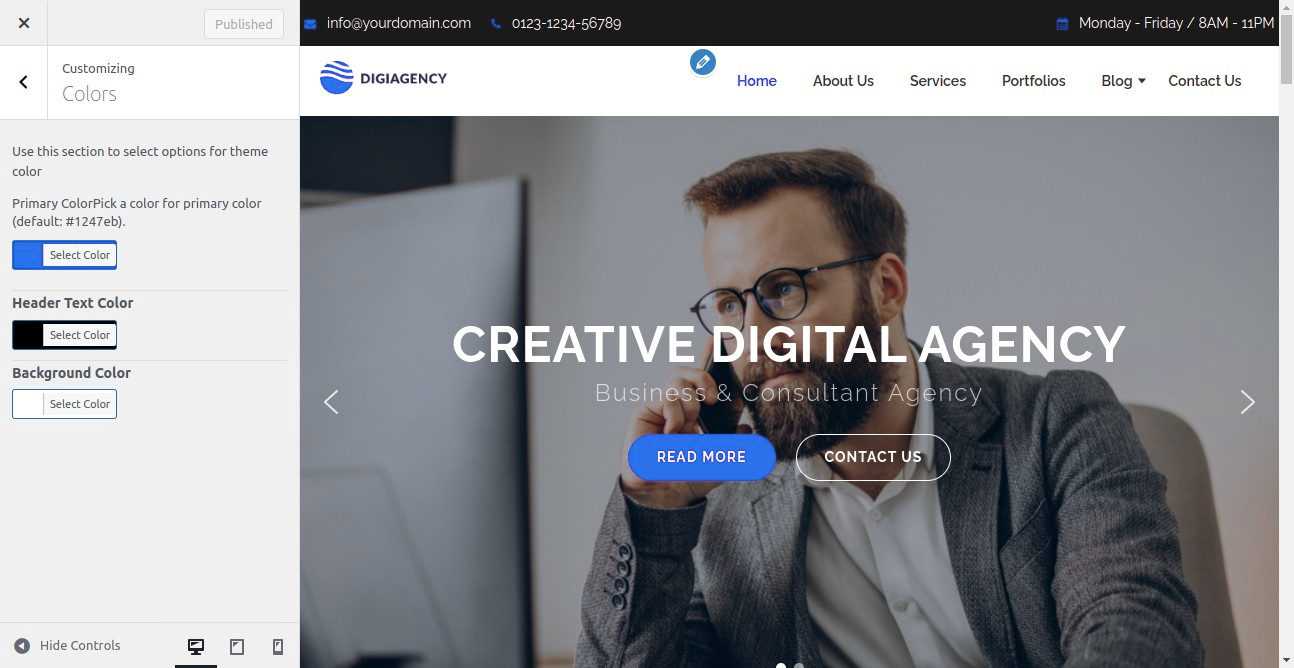 Published
Customizing
Colors
Use this section to select options for theme
color
Primary ColorPick a color for primary color
(default: #1247eb).
Select Color
Header Text Color
Select Color
Background Color
Select Color
Hide Controls
info@yourdomain.com 0123-1234-56789 Monday - Friday / 8AM - 11PM
DIGIAGENCY Home About Us Services Portfolios Blog Contact Us
CREATIVE DIGITAL AGENCY
Business & Consultant Agency
READ MORE CONTACT US